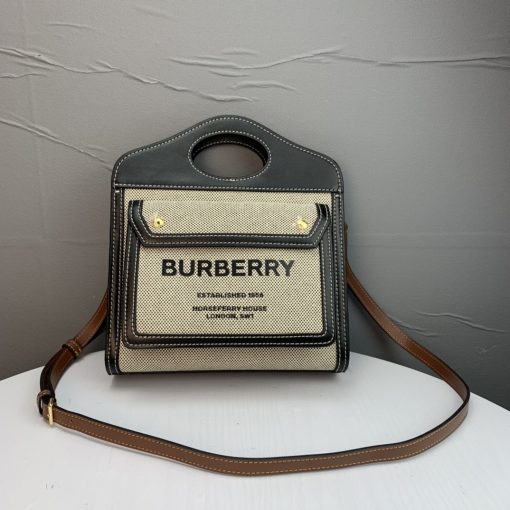 BURBERRY
ESTABLISHED 1856
HORSEFERRY HOUSE
LONDON, SW1